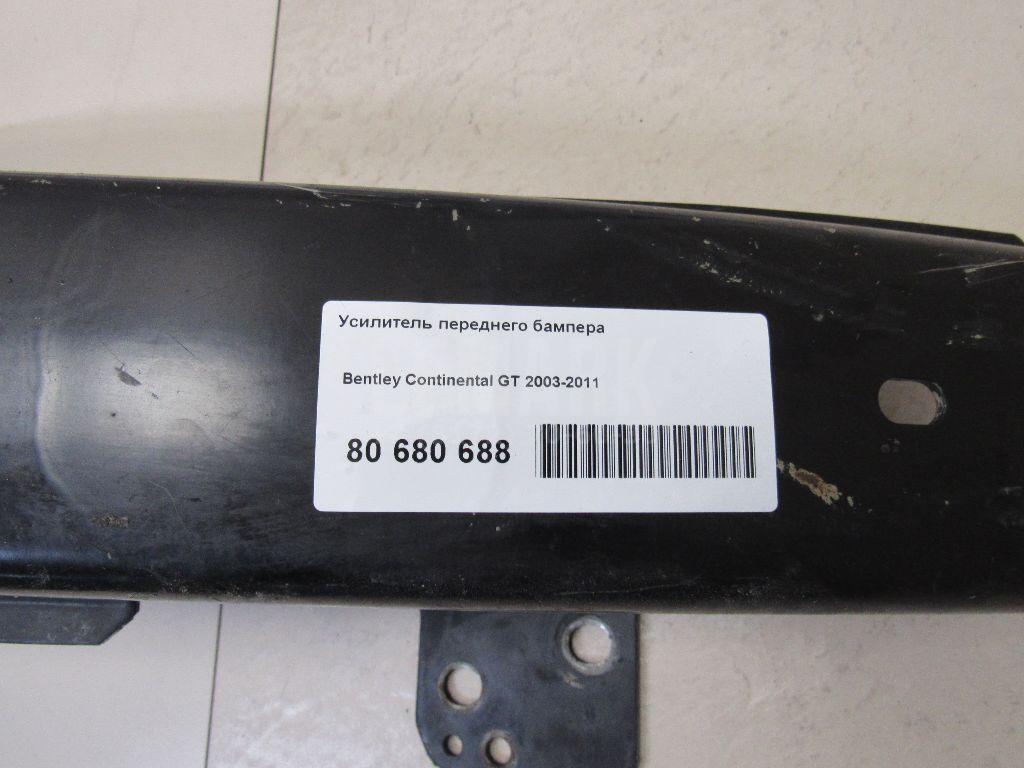 Усилитель переднего бампера
Bentley Continental GT 2003-2011
80 680 688